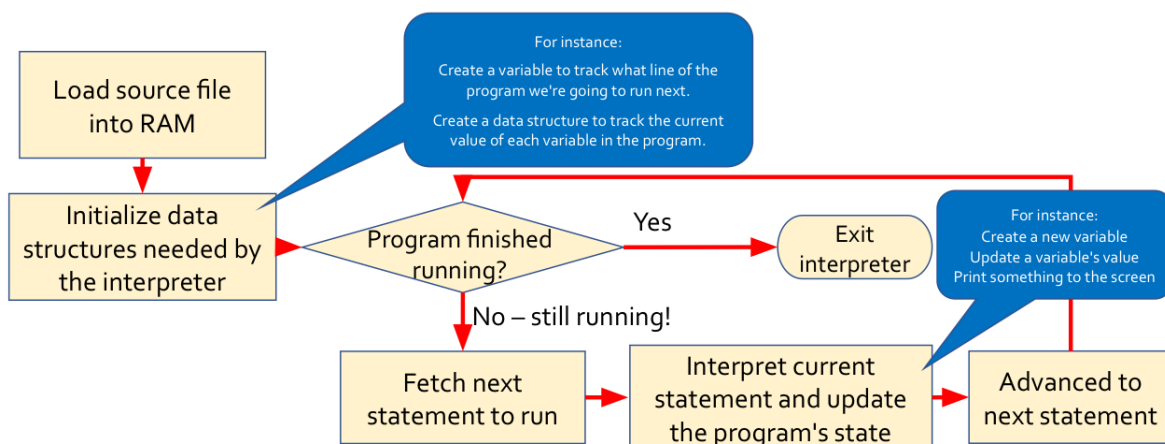 Load source file
into RAM
For instance:
Create a variable to track what line of the
program we're going to run next.
Create a data structure to track the current
value of each variable in the program.
Initialize data
structures needed by
the interpreter
Program finished
running?
Yes
Exit
interpreter
For instance:
Create a new variable
Update a variable's value
Print something to the screen
No – still running!
Fetch next
statement to run
Interpret current
statement and update
the program's state
Advanced to
next statement